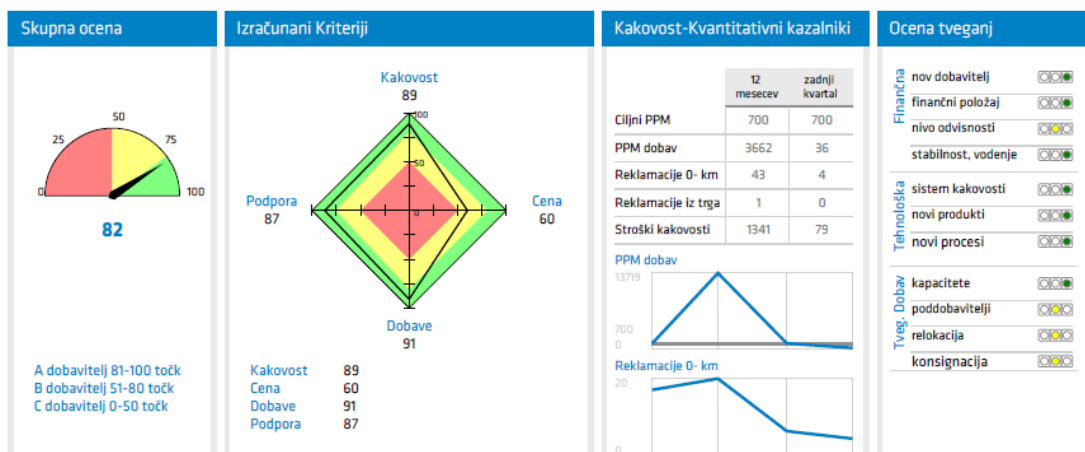 Skupna ocena
50
25
75
0
100
82
A dobavitelj 81-100 točk
B dobavitelj 51-80 točk
C dobavitelj 0-50 točk
Izračunani Kriteriji
Kakovost
89
100
50
0
Podpora
87
Cena
60
Dobave
91
Kakovost 89
Cena 60
Dobave 91
Podpora 87
Kakovost-Kvantitativni kazalniki
12 mesecev zadnji kvartal
Ciljni PPM 700 700
PPM dobav 3662 36
Reklamacije 0- km 43 4
Reklamacije iz trga 1 0
Stroški kakovosti 1341 79
PPM dobav
13719
700
0
Reklamacije 0- km
20
0
Ocena tveganj
Finančna
nov dobavitelj
finančni položaj
nivo odvisnosti
stabilnost, vodenje
Tehnološka
sistem kakovosti
novi produkti
novi procesi
Tveg. Dobav
kapacitete
poddobavitelji
relokacija
konsignacija